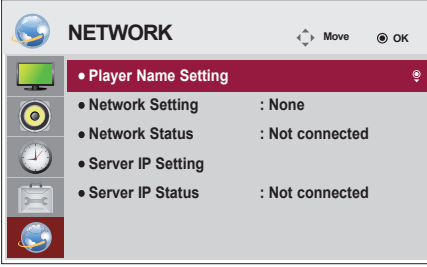 NETWORK Move OK
● Player Name Setting
● Network Setting : None
● Network Status : Not connected
● Server IP Setting
● Server IP Status : Not connected